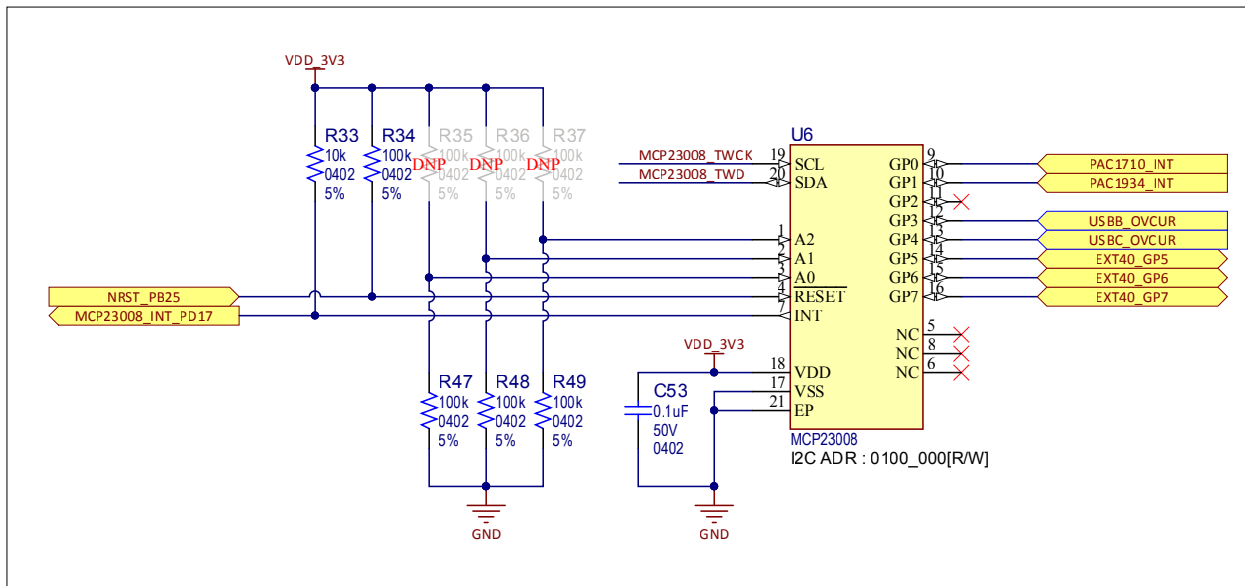 VDD_3V3
R33
10k
0402
5%
R34
100k
0402
5%
R35
100k
0402
5%
DNP
R36
100k
0402
5%
DNP
R37
100k
0402
5%
DNP
U6
MCP23008_TWCK
19
SCL
MCP23008_TWD
20
SDA
1
A2
2
A1
3
A0
4
RESET
7
INT
18
VDD
17
VSS
21
EP
GP0
9
PAC1710_INT
GP1
10
PAC1934_INT
GP2
11
GP3
12
USBB_OVCUR
GP4
13
USBC_OVCUR
GP5
14
EXT40_GP5
GP6
15
EXT40_GP6
GP7
16
EXT40_GP7
NC
5
NC
8
NC
6
NRST_PB25
MCP23008_INT_PD17
R47
100k
0402
5%
R48
100k
0402
5%
R49
100k
0402
5%
GND
VDD_3V3
C53
0.1uF
50V
0402
GND
MCP23008
I2C ADR : 0100_000[R/W]